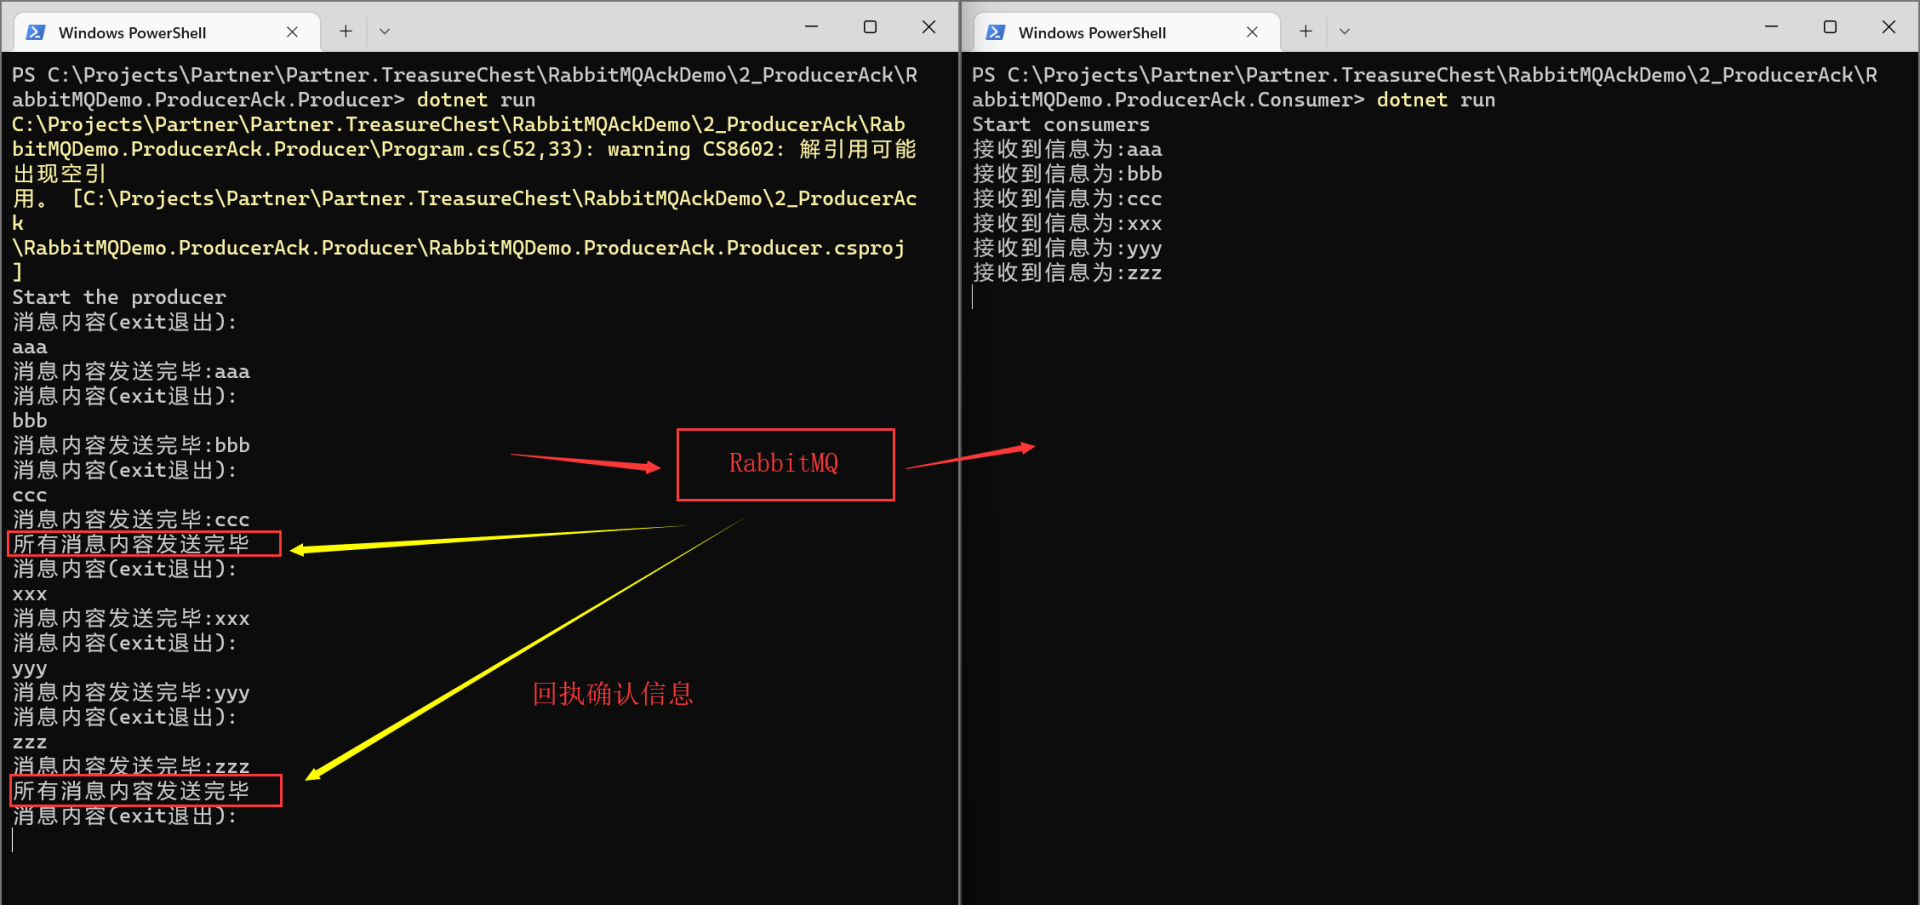 Windows PowerShell
PS C:\Projects\Partner\Partner.TreasureChest\RabbitMQAckDemo\2_ProducerAck\R
abbitMQDemo.ProducerAck.Producer> dotnet run
C:\Projects\Partner\Partner.TreasureChest\RabbitMQAckDemo\2_ProducerAck\Rab
bitMQDemo.ProducerAck.Producer\Program.cs(52,33): warning CS8602: 解引用可能
出现空引
用。 [C:\Projects\Partner\Partner.TreasureChest\RabbitMQAckDemo\2_ProducerAc
k
\RabbitMQDemo.ProducerAck.Producer\RabbitMQDemo.ProducerAck.Producer.csproj
]
Start the producer
消息内容(exit退出):
aaa
消息内容发送完毕:aaa
消息内容(exit退出):
bbb
消息内容发送完毕:bbb
消息内容(exit退出):
ccc
消息内容发送完毕:ccc
所有消息内容发送完毕
消息内容(exit退出):
xxx
消息内容发送完毕:xxx
消息内容(exit退出):
yyy
消息内容发送完毕:yyy
消息内容(exit退出):
zzz
消息内容发送完毕:zzz
所有消息内容发送完毕
消息内容(exit退出):
RabbitMQ
回执确认信息
Windows PowerShell
PS C:\Projects\Partner\Partner.TreasureChest\RabbitMQAckDemo\2_ProducerAck\R
abbitMQDemo.ProducerAck.Consumer> dotnet run
Start consumers
接收到信息为:aaa
接收到信息为:bbb
接收到信息为:ccc
接收到信息为:xxx
接收到信息为:yyy
接收到信息为:zzz